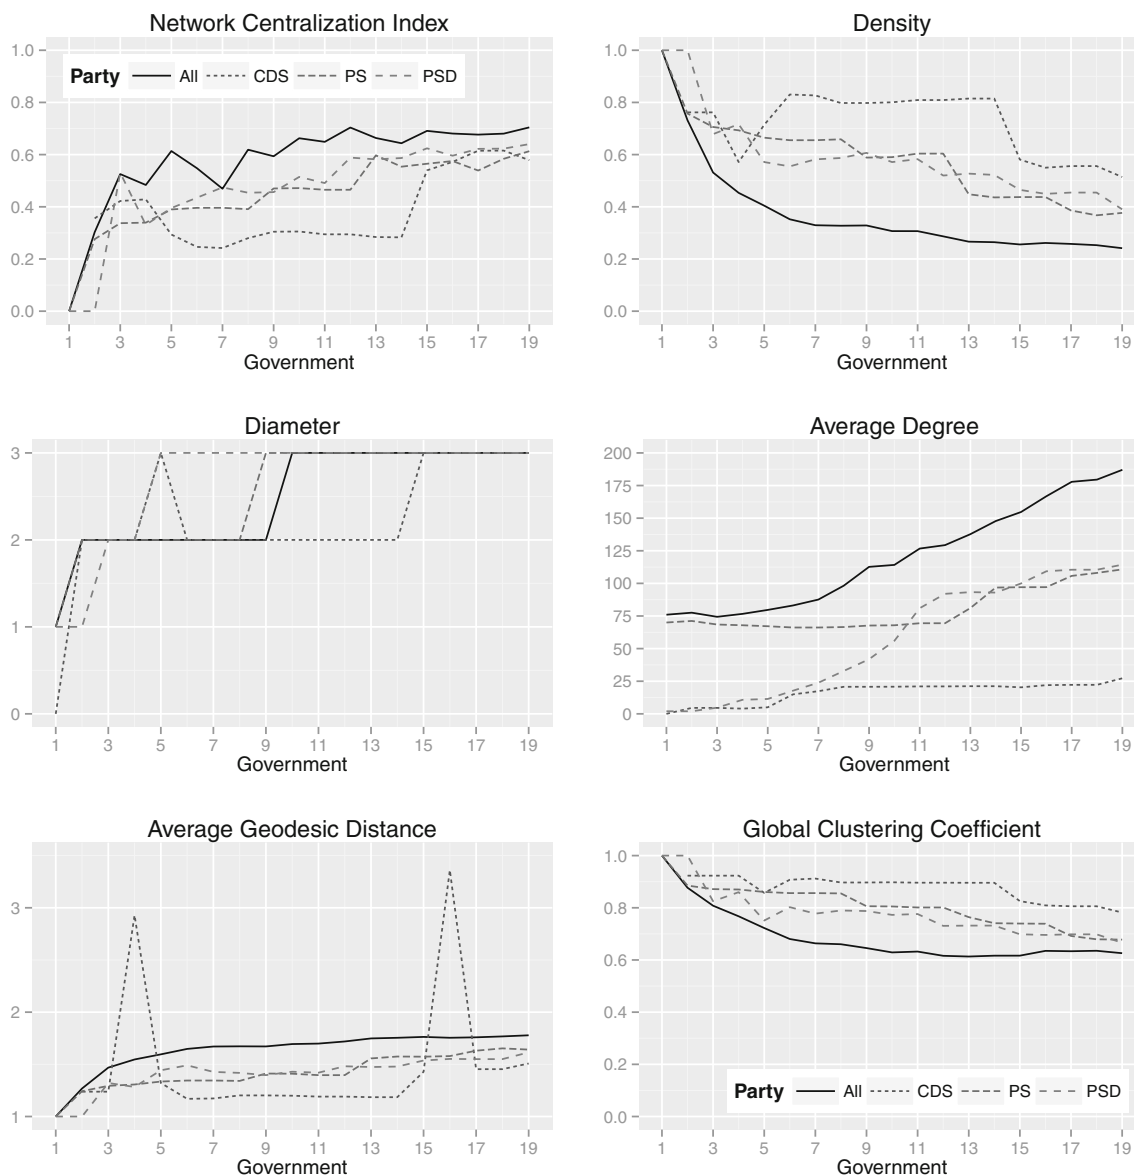 Network Centralization Index
1.0
0.8
0.6
0.4
0.2
0.0
Party All CDS PS PSD
1 3 5 7 9 11 13 15 17 19
Government
Density
1.0
0.8
0.6
0.4
0.2
0.0
1 3 5 7 9 11 13 15 17 19
Government
Diameter
3
2
1
0
1 3 5 7 9 11 13 15 17 19
Government
Average Degree
200
175
150
125
100
75
50
25
0
1 3 5 7 9 11 13 15 17 19
Government
Average Geodesic Distance
3
2
1
1 3 5 7 9 11 13 15 17 19
Government
Global Clustering Coefficient
1.0
0.8
0.6
0.4
0.2
0.0
Party All CDS PS PSD
1 3 5 7 9 11 13 15 17 19
Government